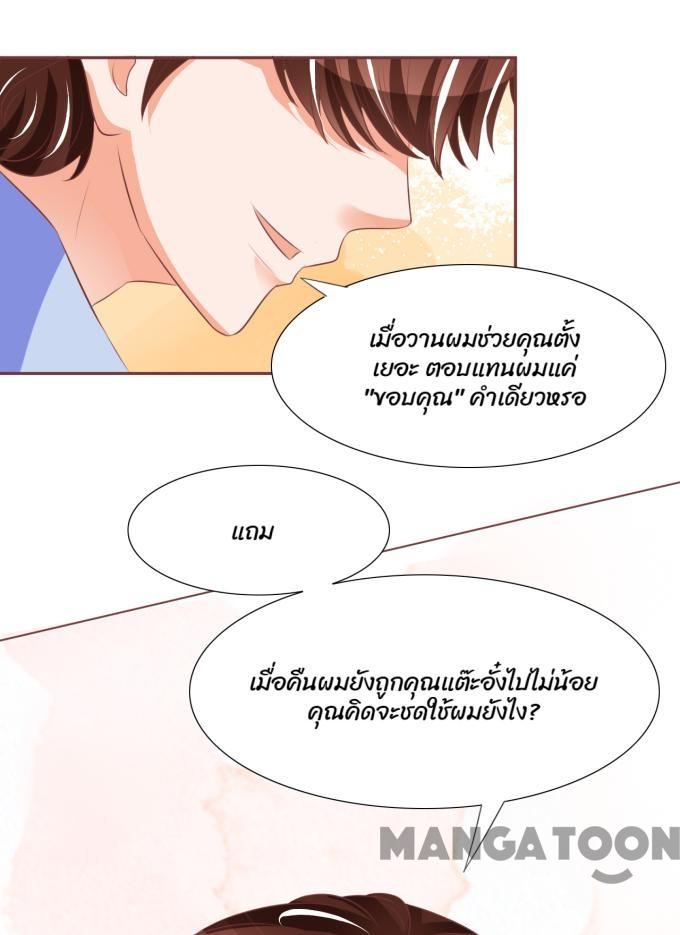 เมื่อวานผมช่วยคุณตั้ง
เยอะ ตอบแทนผมแค่
"ขอบคุณ" คำเดียวหรอ
แถม
เมื่อคืนผมยังถูกคุณแต๊ะอั๋งไปไม่น้อย
คุณคิดจะชดใช้ผมยังไง?
MANGATOON